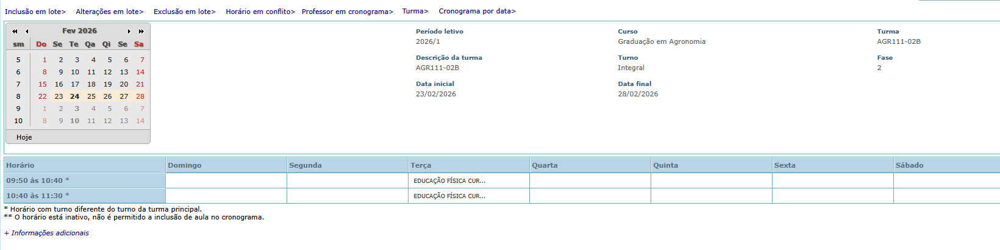 Inclusão em lote> Alterações em lote> Exclusão em lote> Horário em conflito> Professor em cronograma> Turma> Cronograma por data>
Fev 2026
sm Do Se Te Qa Qi Se Sa
5 1 2 3 4 5 6 7
6 8 9 10 11 12 13 14
7 15 16 17 18 19 20 21
8 22 23 24 25 26 27 28
9 1 2 3 4 5 6 7
10 8 9 10 11 12 13 14
Hoje
Período letivo Curso Turma
2026/1 Graduação em Agronomia AGR111-02B
Descrição da turma Turno Fase
AGR111-02B Integral 2
Data inicial Data final
23/02/2026 28/02/2026
Horário Domingo Segunda Terça Quarta Quinta Sexta Sábado
09:50 às 10:40 * EDUCAÇÃO FÍSICA CUR...
10:40 às 11:30 * EDUCAÇÃO FÍSICA CUR...
* Horário com turno diferente do turno da turma principal.
** O horário está inativo, não é permitido a inclusão de aula no cronograma.
+ Informações adicionais